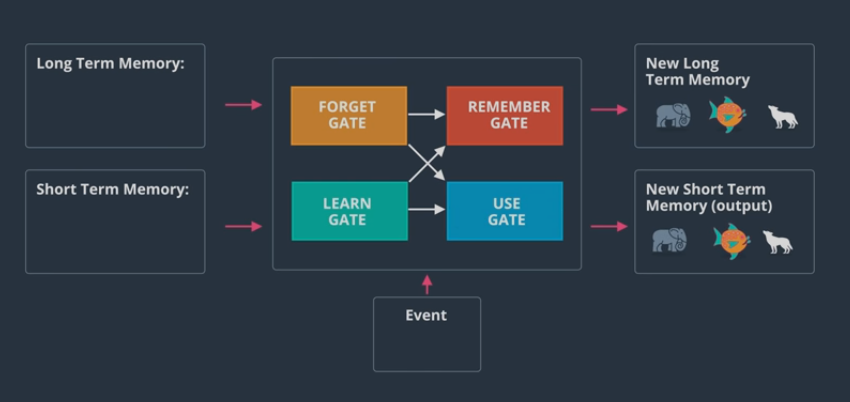 Long Term Memory:
Short Term Memory:
FORGET
GATE
REMEMBER
GATE
LEARN
GATE
USE
GATE
Event
New Long
Term Memory
New Short Term
Memory (output)